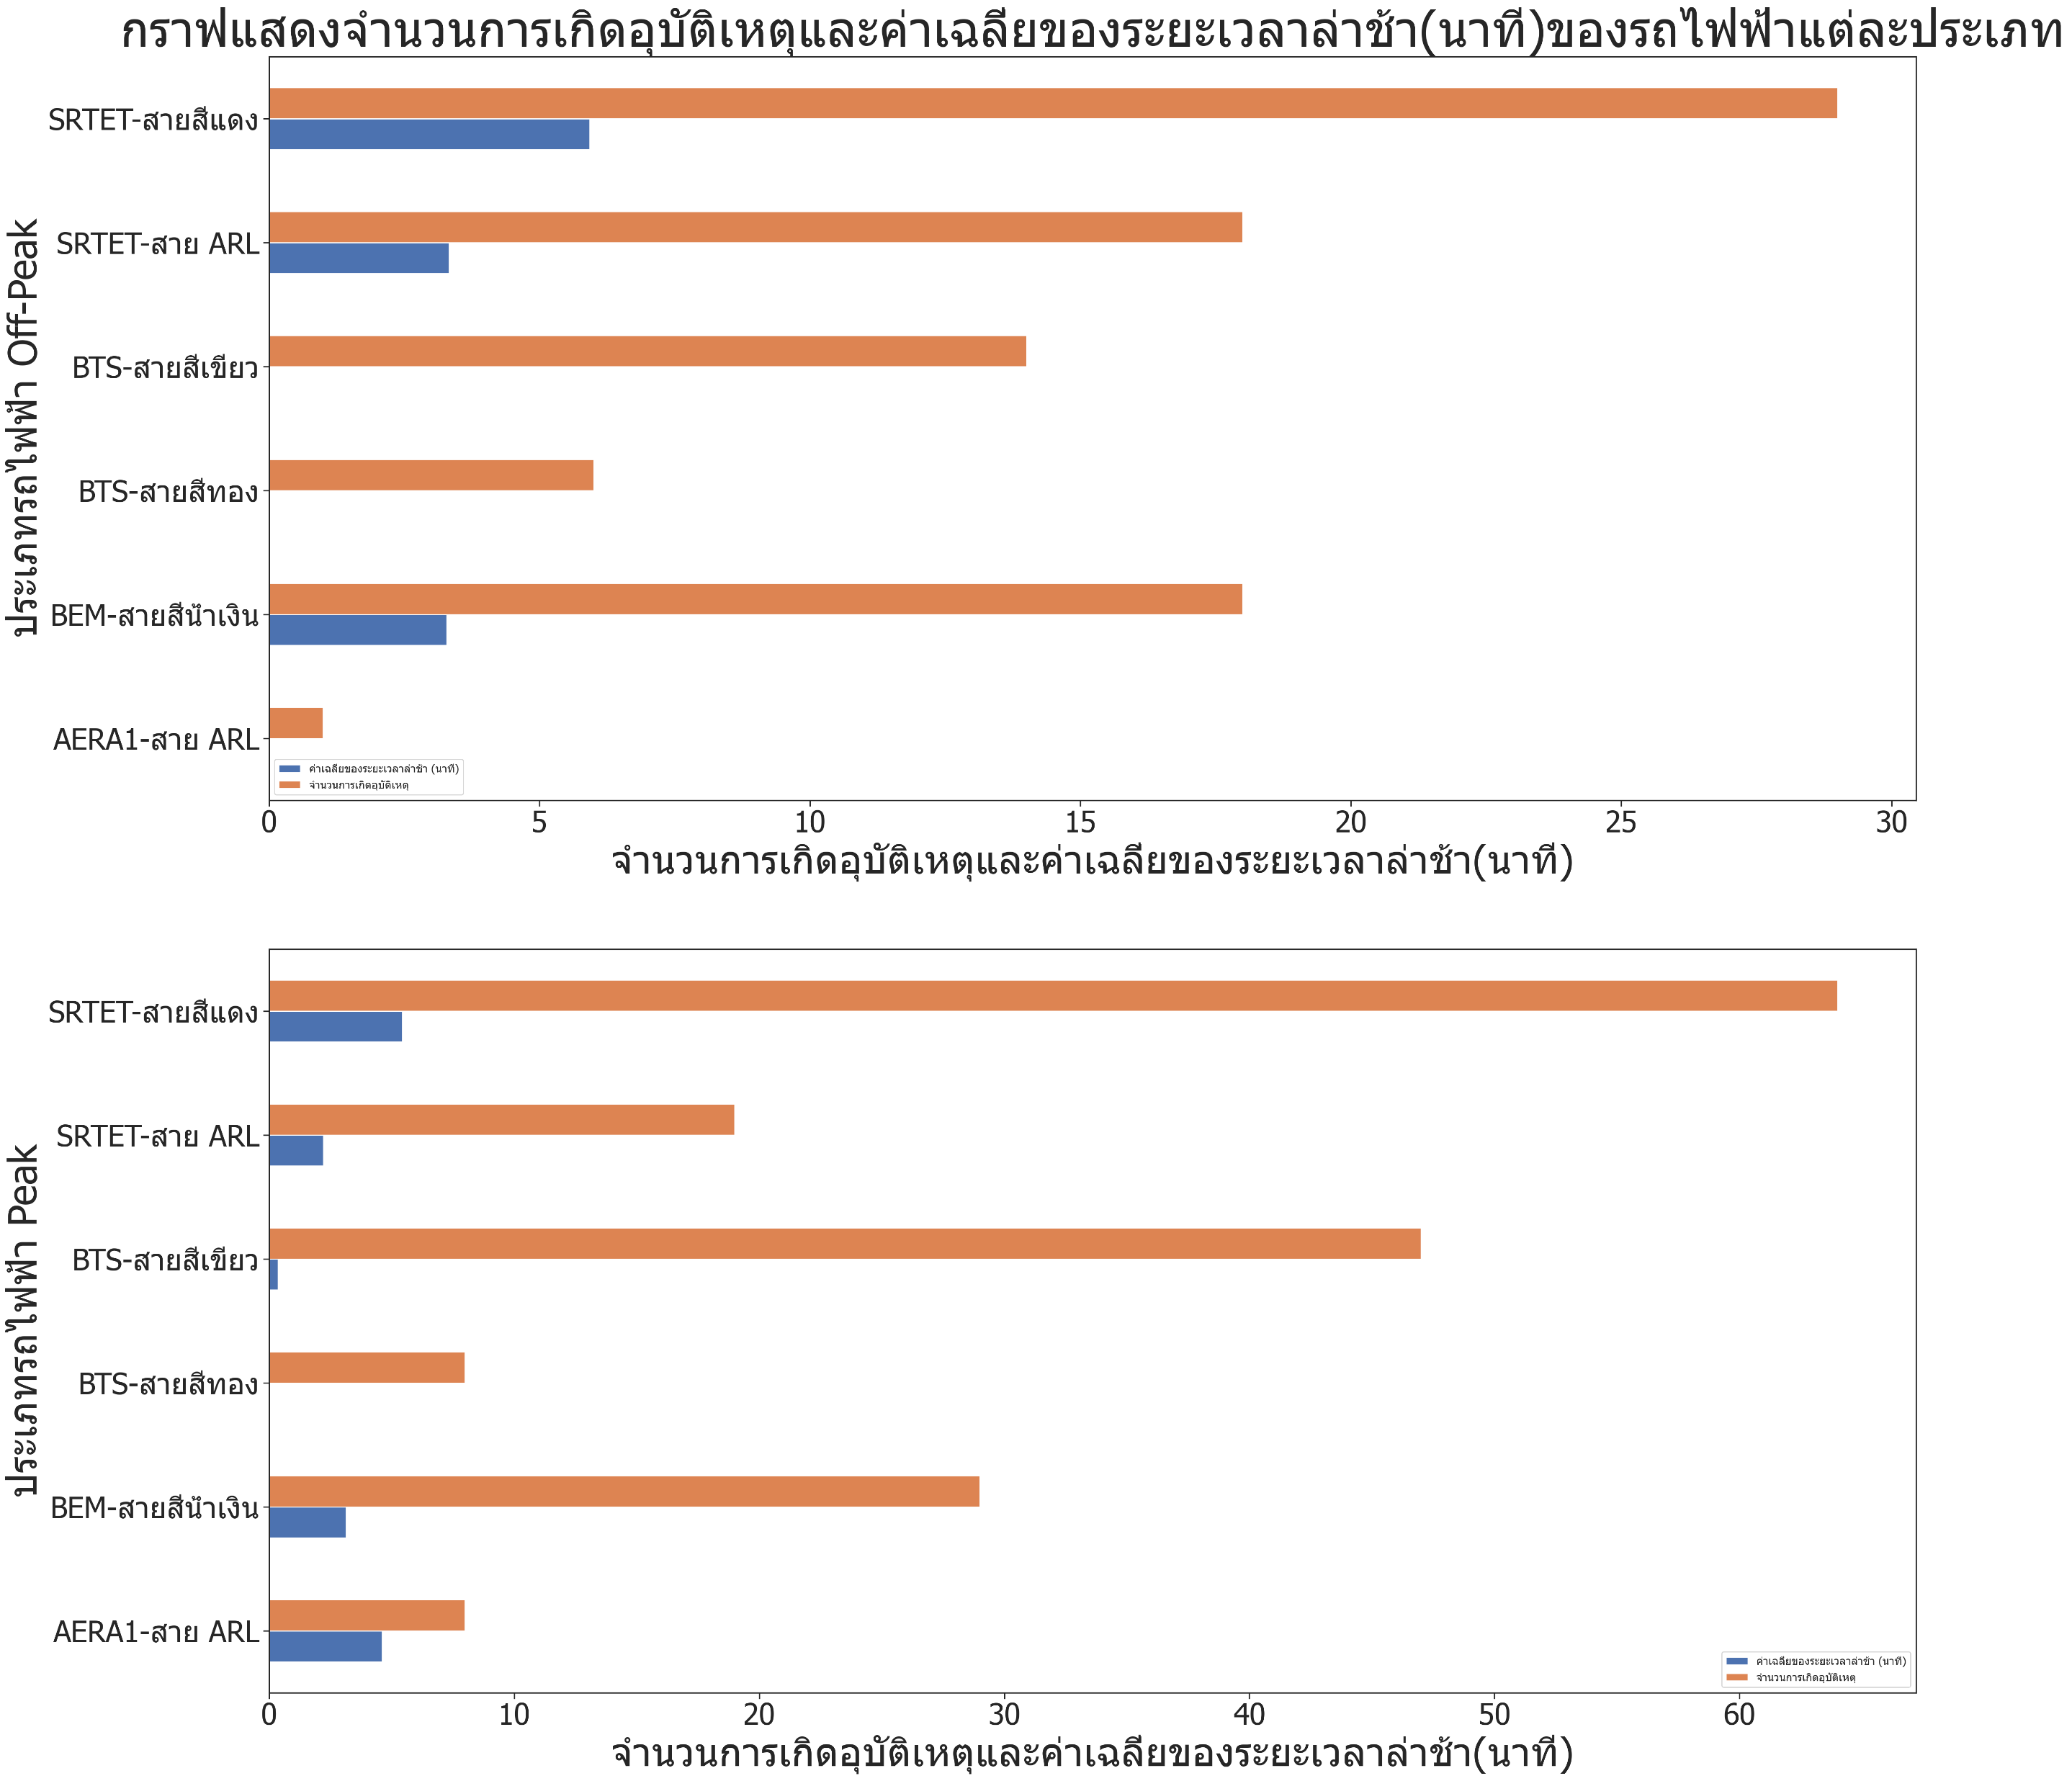 กราฟแสดงจำนวนการเกิดอุบัติเหตุและค่าเฉลี่ยของระยะเวลาล่าช้า(นาที)ของรถไฟฟ้าแต่ละประเภท
ประเภทรถไฟฟ้า Off-Peak
SRTET-สายสีแดง
SRTET-สาย ARL
BTS-สายสีเขียว
BTS-สายสีทอง
BEM-สายสีน้ำเงิน
AERA1-สาย ARL
ค่าเฉลี่ยของระยะเวลาล่าช้า (นาที)
จำนวนการเกิดอุบัติเหตุ
0 5 10 15 20 25 30
จำนวนการเกิดอุบัติเหตุและค่าเฉลี่ยของระยะเวลาล่าช้า(นาที)
ประเภทรถไฟฟ้า Peak
SRTET-สายสีแดง
SRTET-สาย ARL
BTS-สายสีเขียว
BTS-สายสีทอง
BEM-สายสีน้ำเงิน
AERA1-สาย ARL
ค่าเฉลี่ยของระยะเวลาล่าช้า (นาที)
จำนวนการเกิดอุบัติเหตุ
0 10 20 30 40 50 60
จำนวนการเกิดอุบัติเหตุและค่าเฉลี่ยของระยะเวลาล่าช้า(นาที)